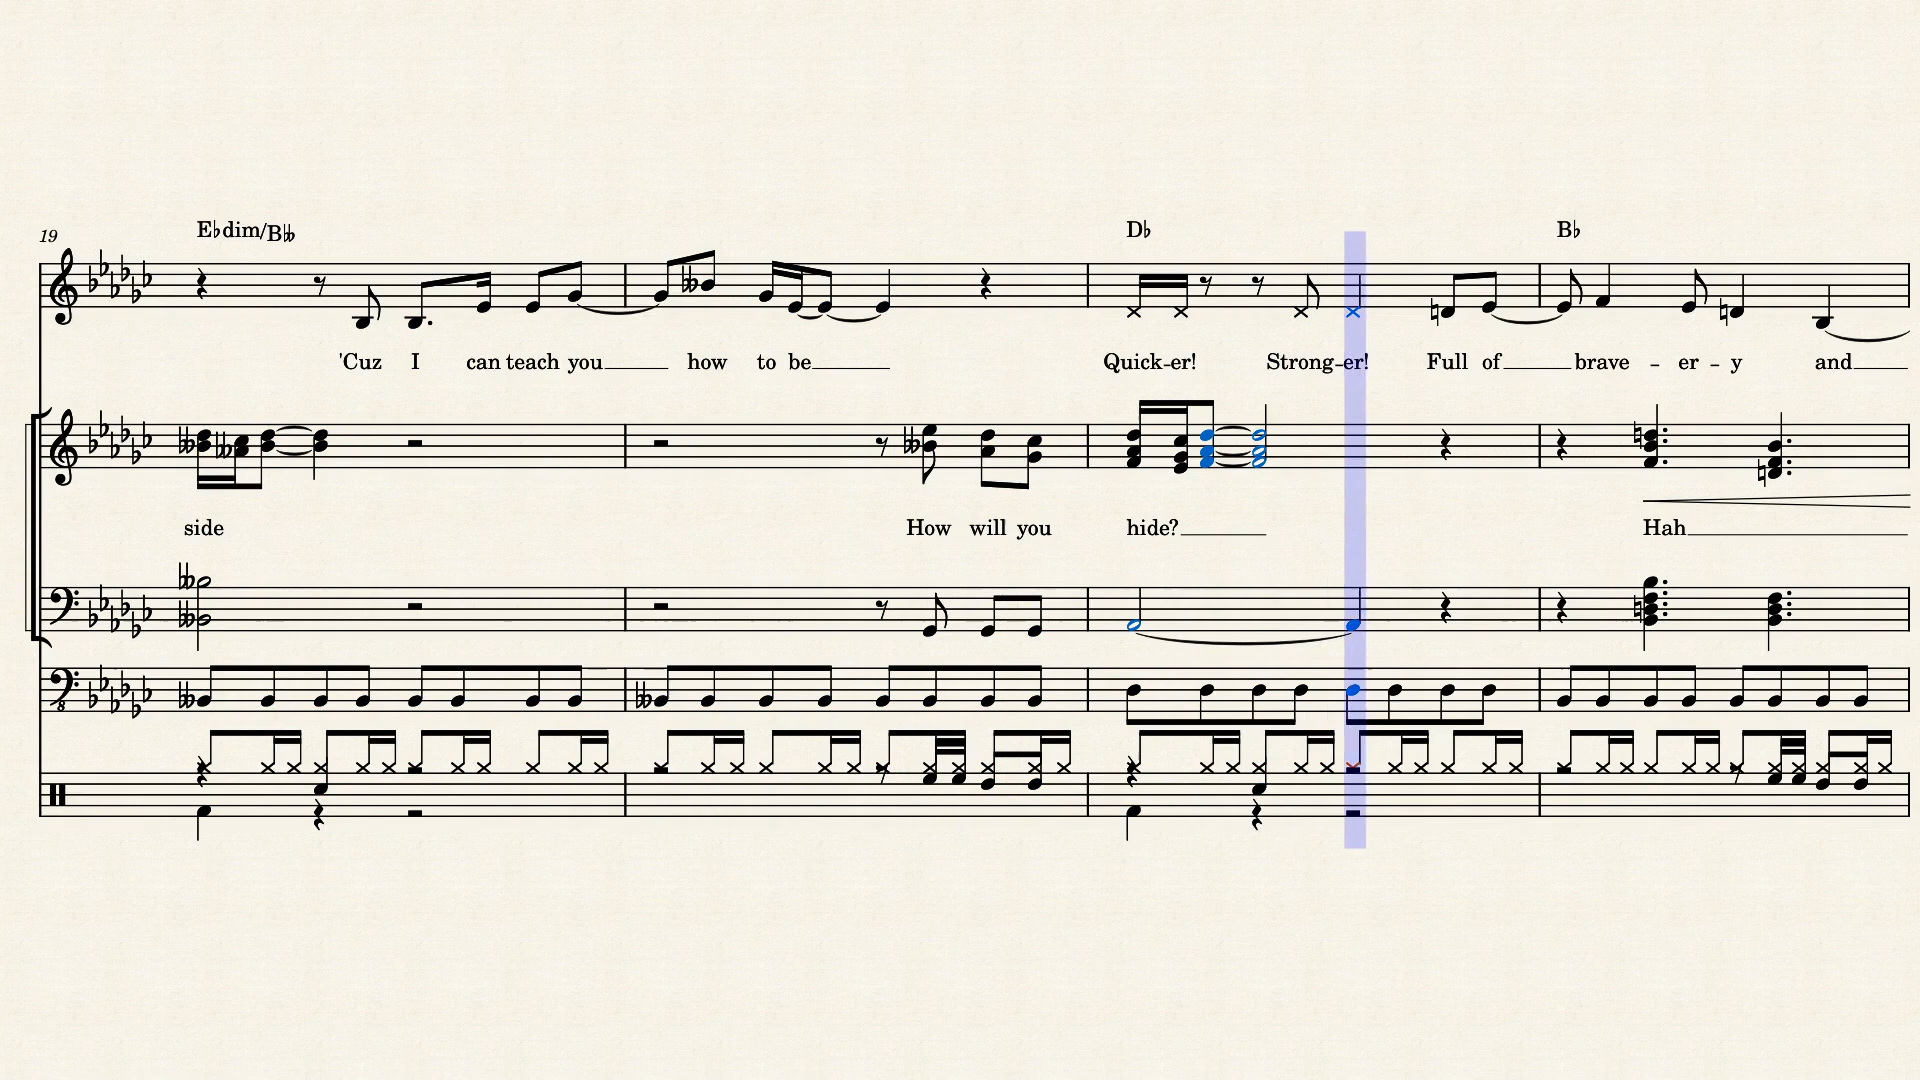 19
E♭dim/B𝄫 D♭ B♭
'Cuz I can teach you how to be Quick-er! Strong-er! Full of brave - er - y and
side How will you hide? Hah
8